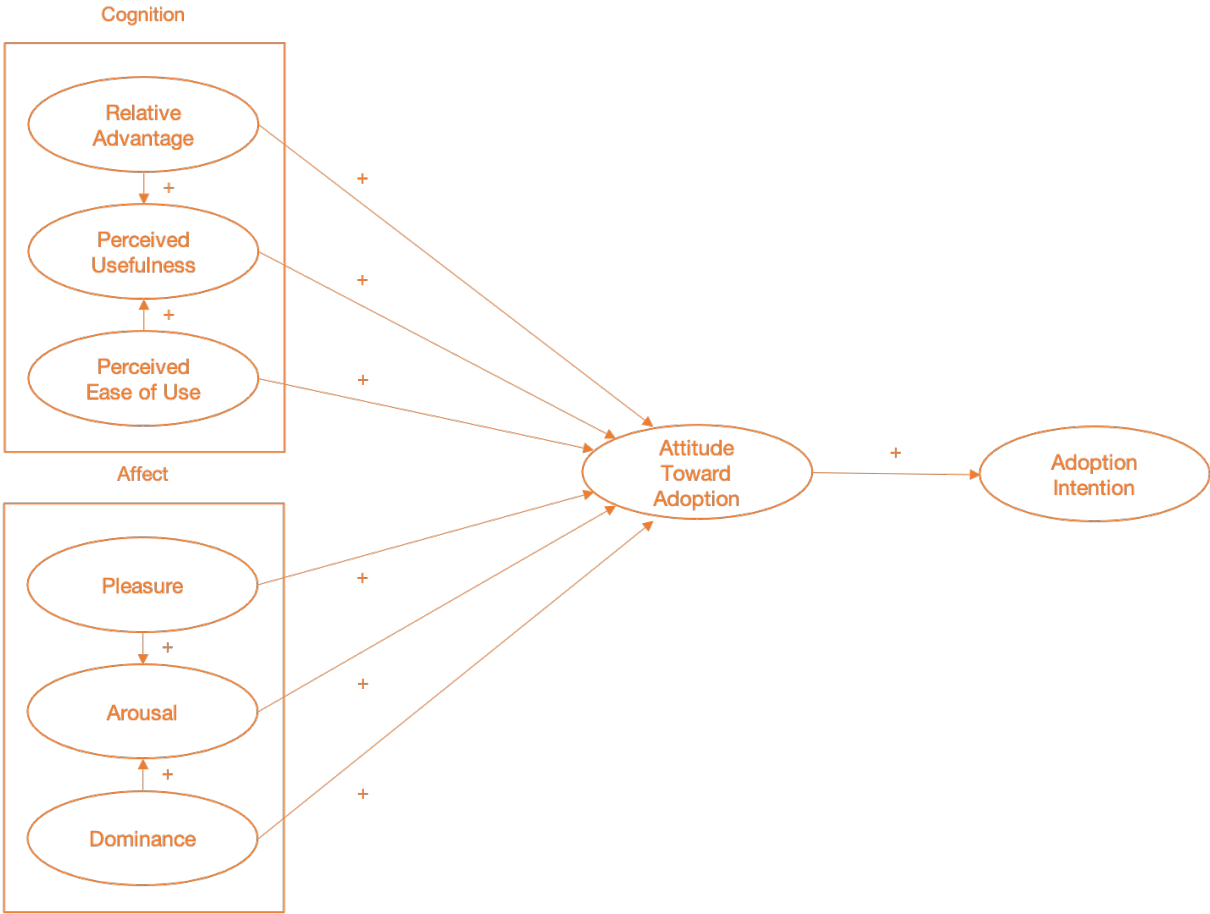 Cognition
Relative
Advantage
+
+
Perceived
Usefulness
+
+
Perceived
Ease of Use
+
Affect
Attitude
Toward
Adoption
+
Adoption
Intention
Pleasure
+
+
Arousal
+
+
Dominance
+